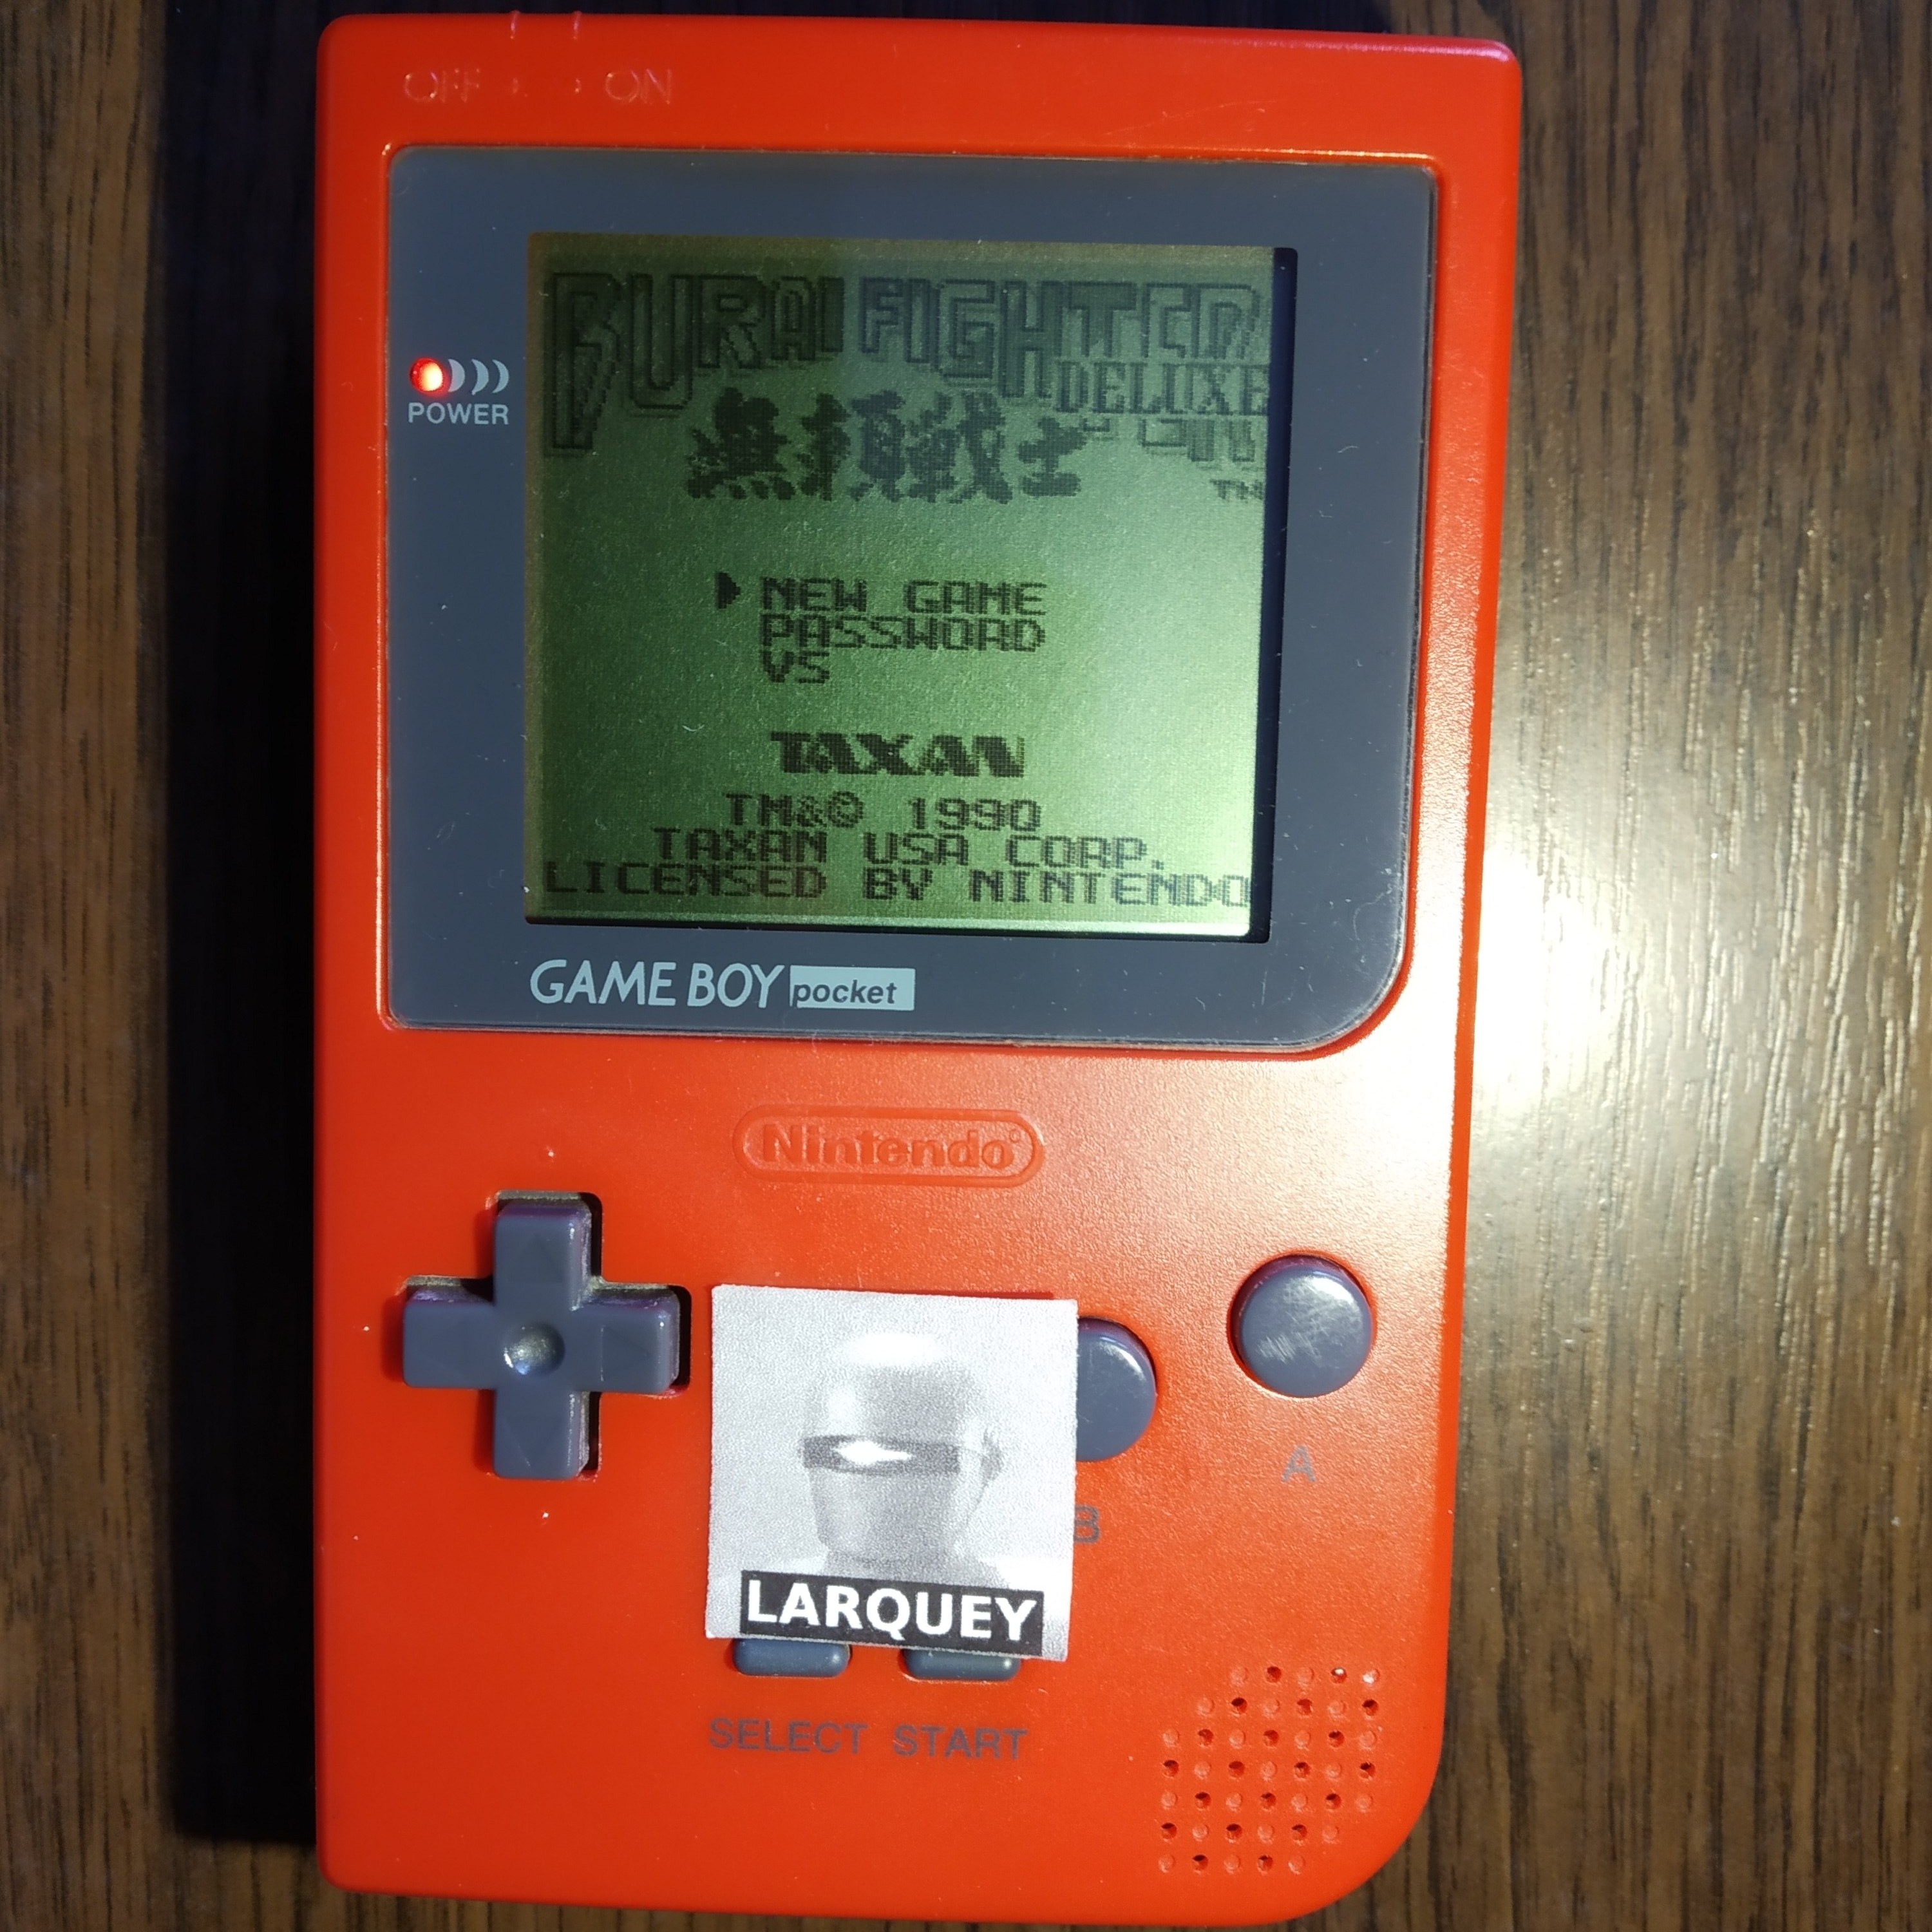 OFF ON
BURAI FIGHTER
DELUXE
無頼戦士
TM
POWER
NEW GAME
PASSWORD
VS
TAXAN
TM&© 1990
TAXAN USA CORP.
LICENSED BY NINTENDO
GAME BOY pocket
Nintendo®
A
B
LARQUEY
SELECT START